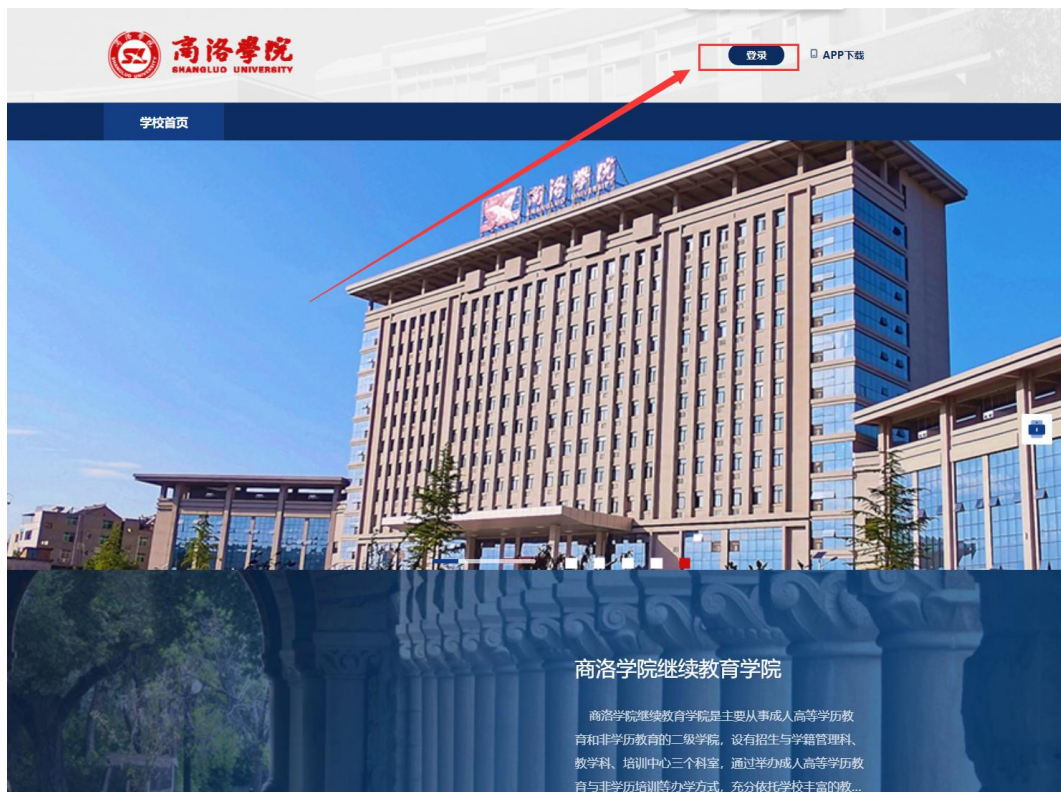 商洛學院
SHANGLUO UNIVERSITY
登录
APP下载
学校首页
商洛學院
商洛学院继续教育学院
商洛学院继续教育学院是主要从事成人高等学历教
育和非学历教育的二级学院，设有招生与学籍管理科、
教学科、培训中心三个科室，通过举办成人高等学历教
育与非学历培训等办学方式，充分依托学校丰富的教...